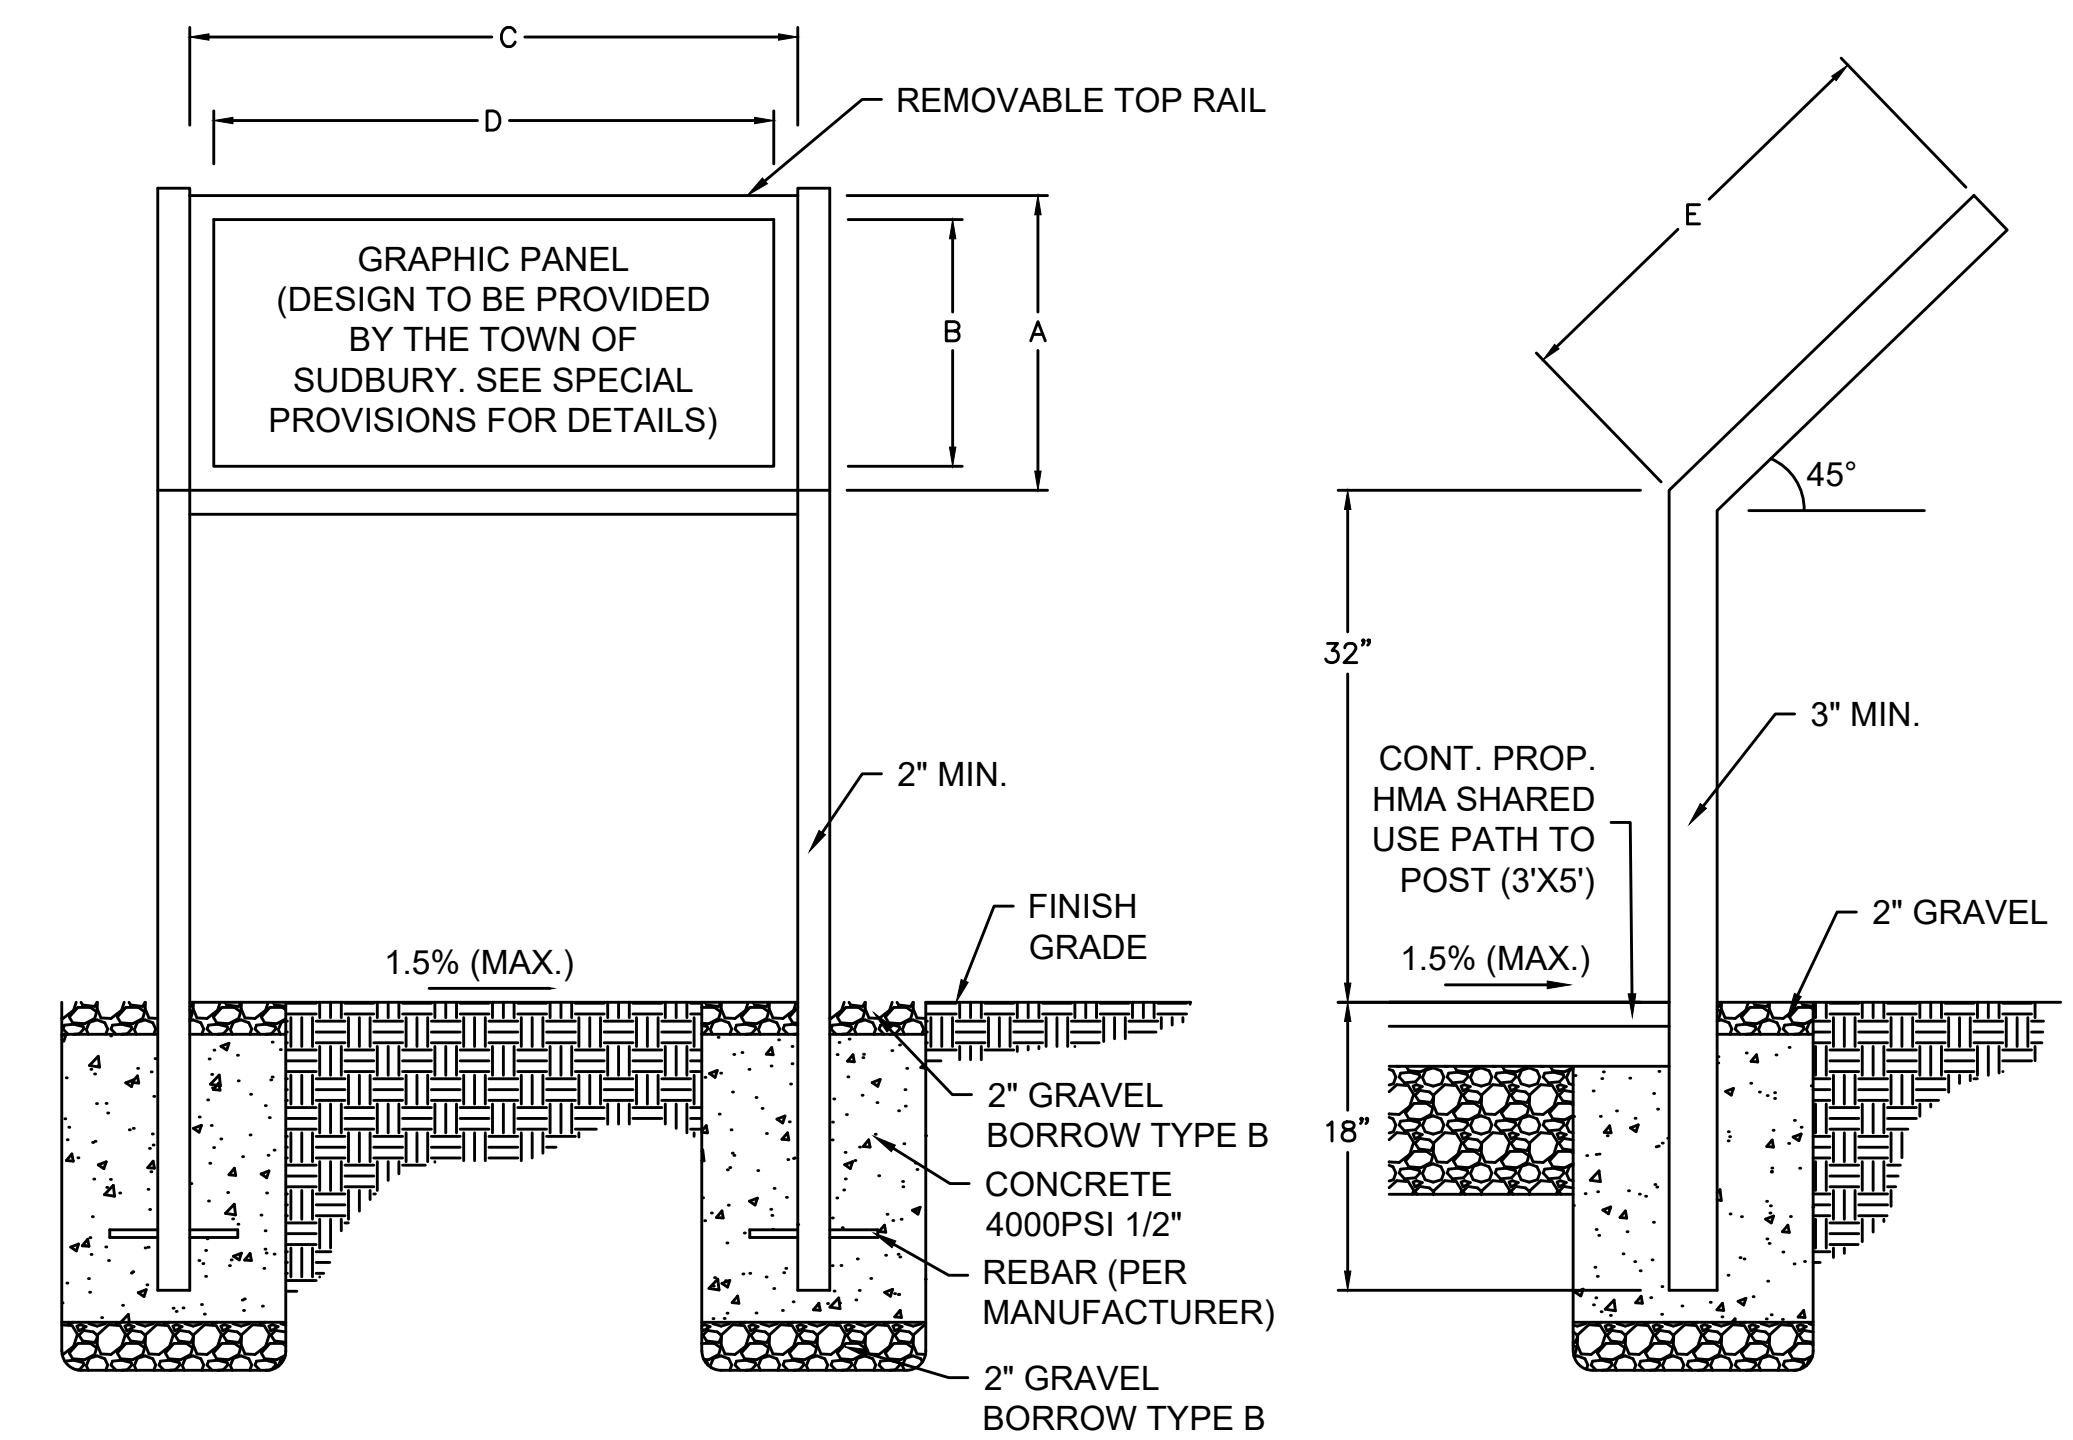 C
D
REMOVABLE TOP RAIL
GRAPHIC PANEL
(DESIGN TO BE PROVIDED
BY THE TOWN OF
SUDBURY. SEE SPECIAL
PROVISIONS FOR DETAILS)
B
A
2" MIN.
FINISH
GRADE
1.5% (MAX.)
2" GRAVEL
BORROW TYPE B
CONCRETE
4000PSI 1/2"
REBAR (PER
MANUFACTURER)
2" GRAVEL
BORROW TYPE B
E
45°
32”
3" MIN.
CONT. PROP.
HMA SHARED
USE PATH TO
POST (3'X5')
2" GRAVEL
1.5% (MAX.)
18”